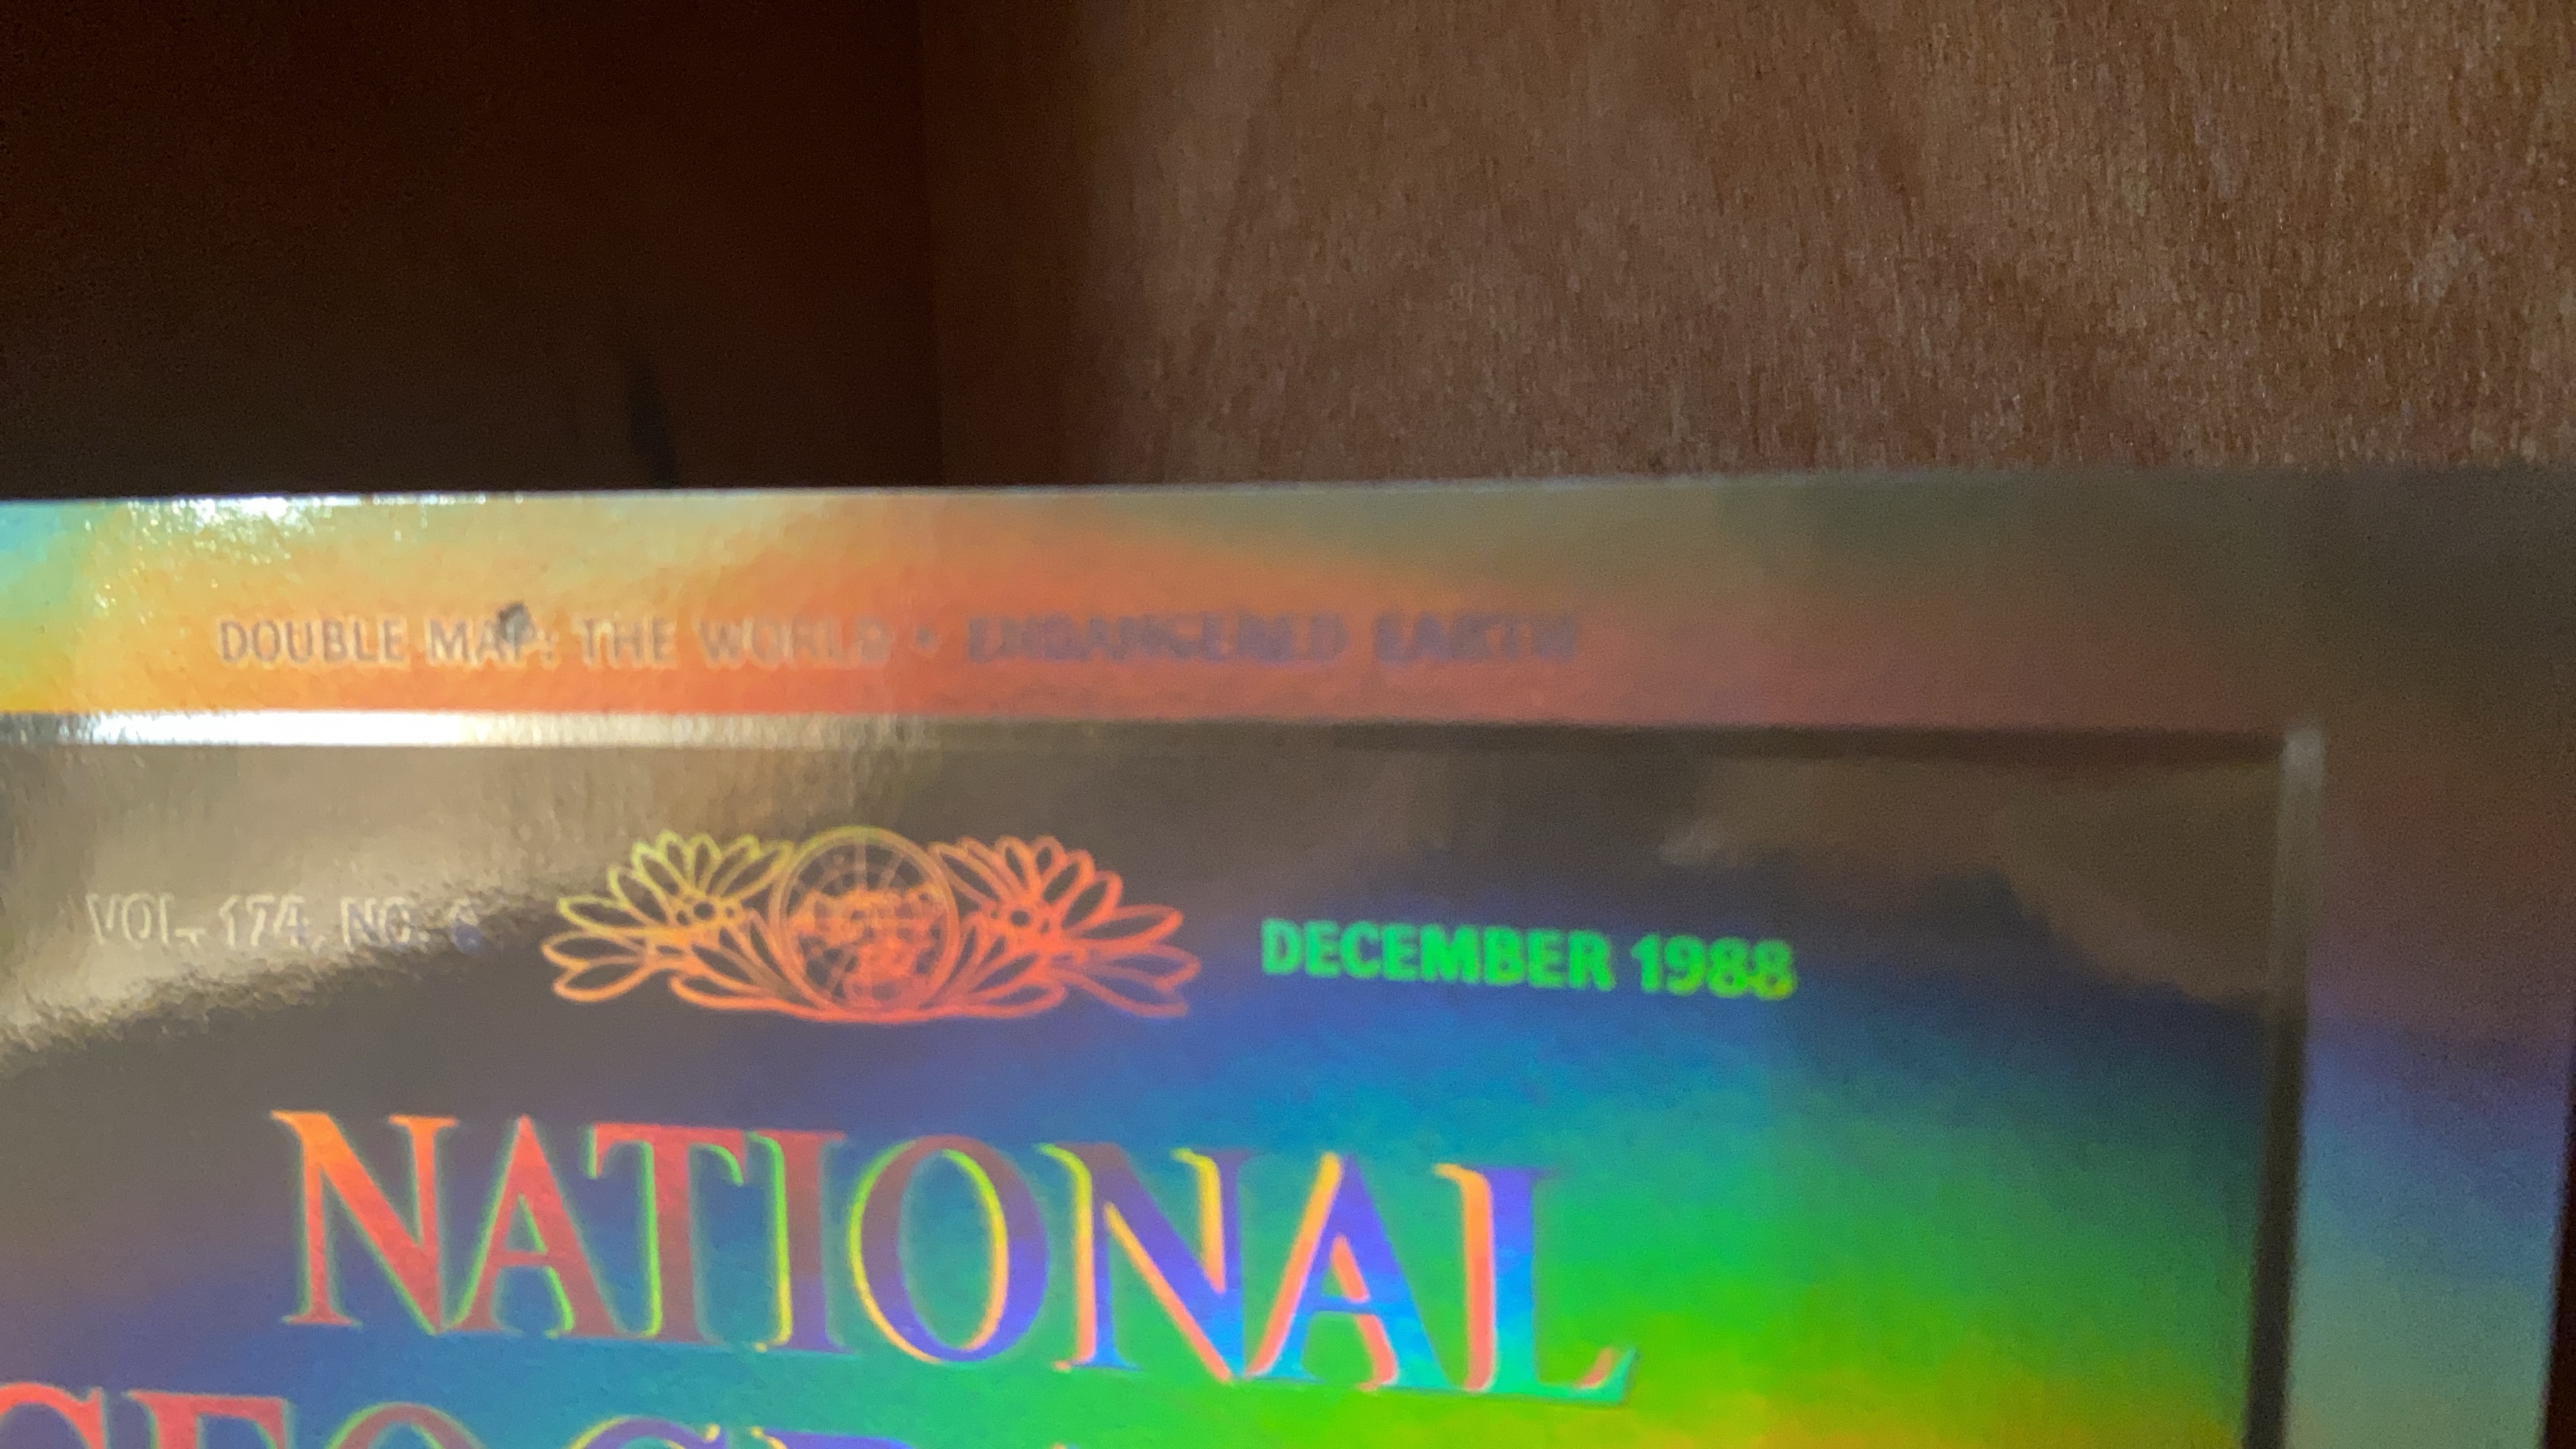 DOUBLE MAP: THE WORLD • ENDANGERED EARTH
VOL. 174, NO. 6
DECEMBER 1988
NATIONAL